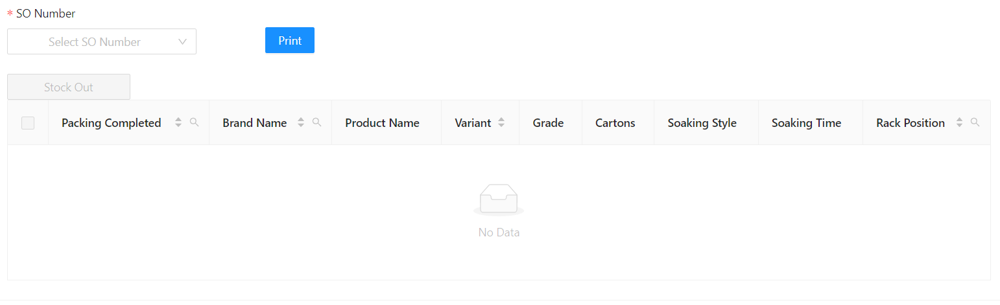 * SO Number
Select SO Number
Print
Stock Out
Packing Completed Brand Name Product Name Variant Grade Cartons Soaking Style Soaking Time Rack Position
No Data